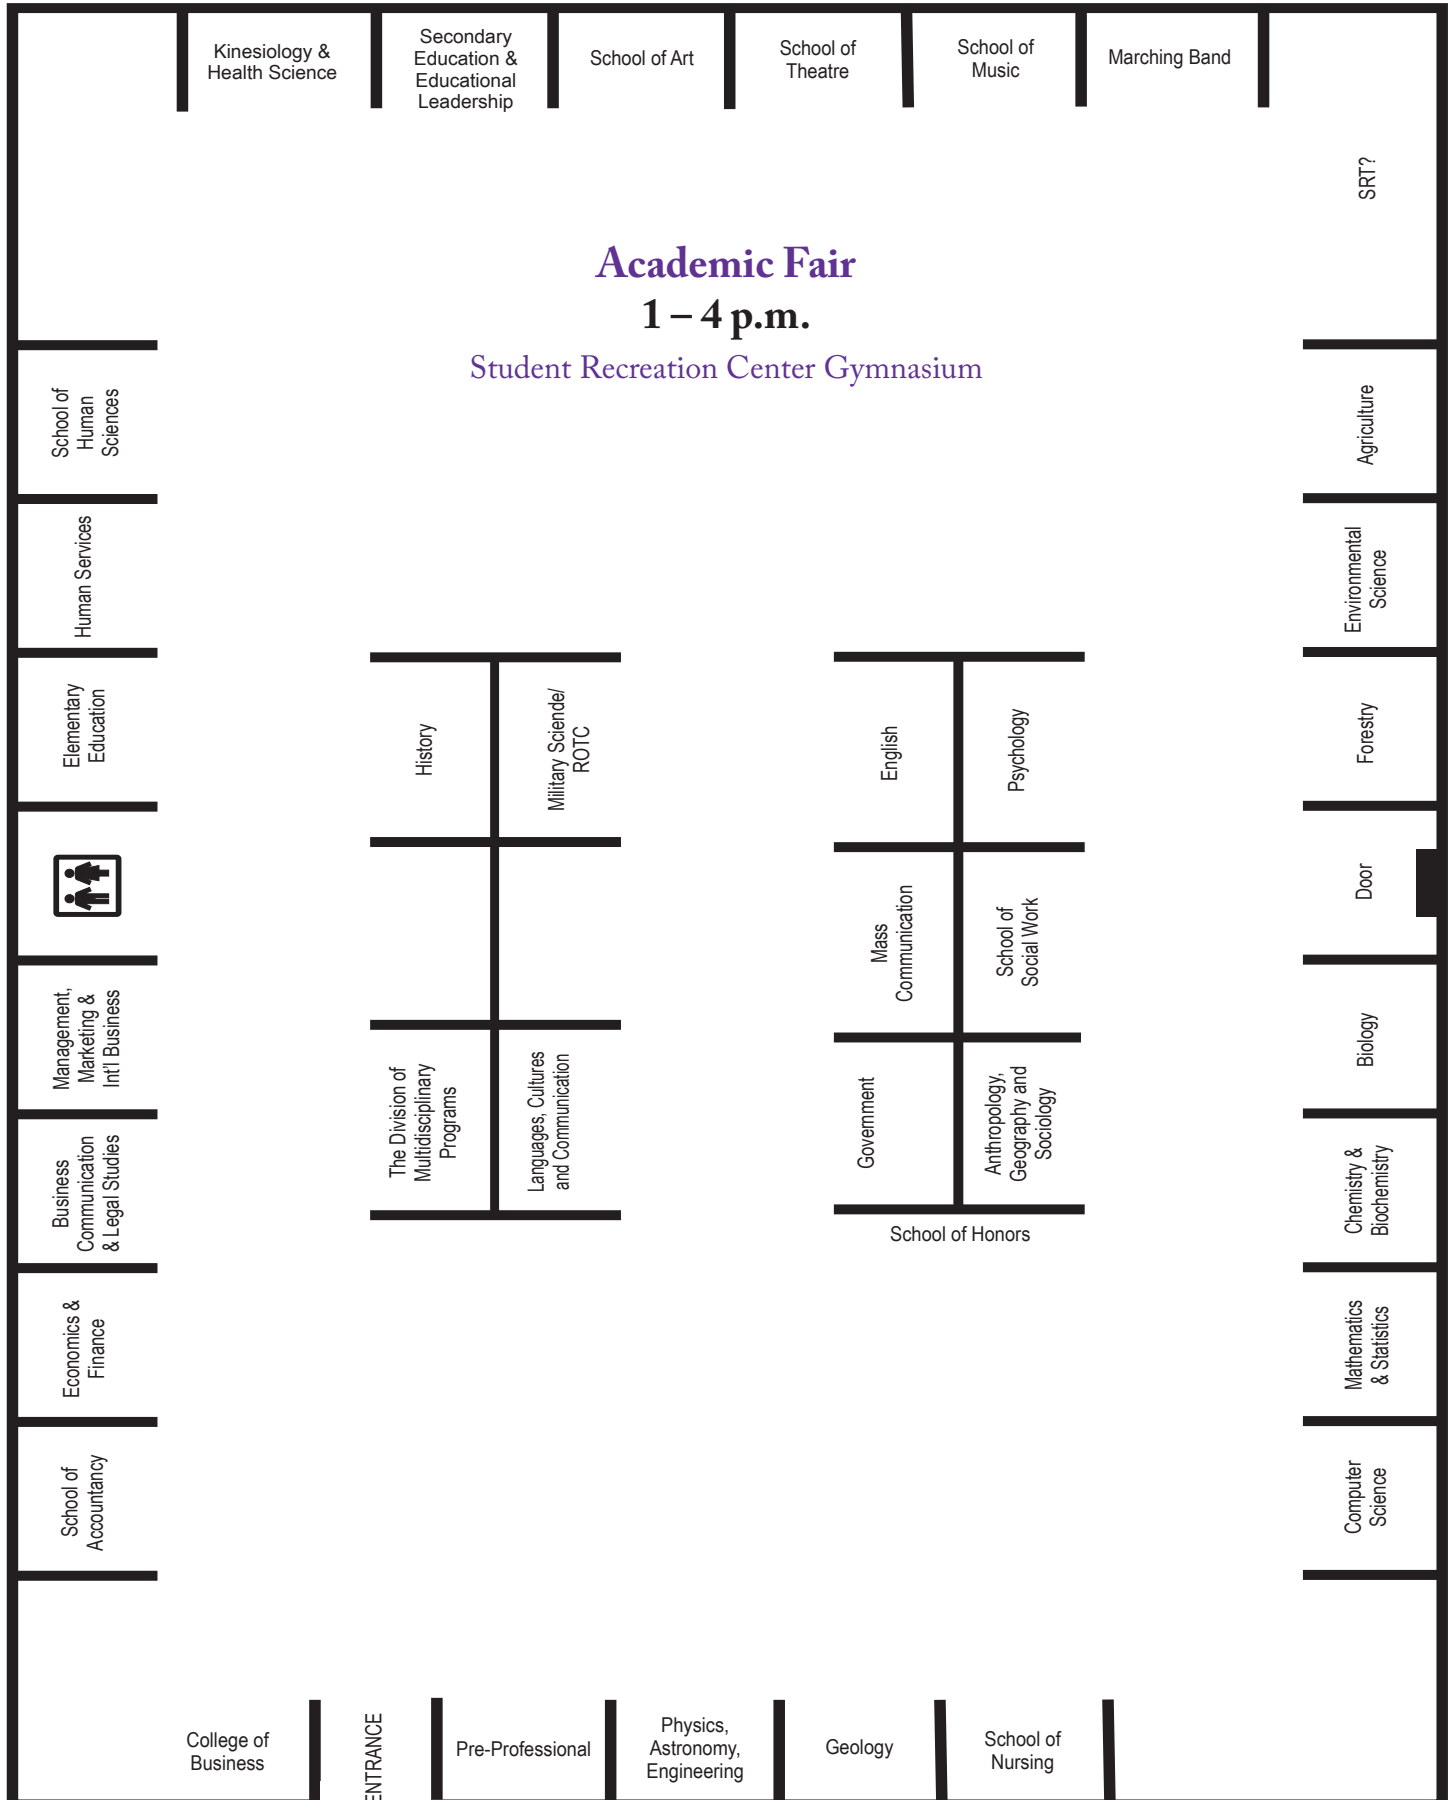 Kinesiology &
Health Science
Secondary
Education &
Educational
Leadership
School of Art
School of
Theatre
School of
Music
Marching Band
SRT?
Academic Fair
1 – 4 p.m.
Student Recreation Center Gymnasium
School of
Human
Sciences
Human Services
Elementary
Education
Management,
Marketing &
Int'l Business
Business
Communication
& Legal Studies
Economics &
Finance
School of
Accountancy
History
Military Sciende/
ROTC
The Division of
Multidisciplinary
Programs
Languages, Cultures
and Communication
English
Psychology
Mass
Communication
School of
Social Work
Government
Anthropology,
Geography and
Sociology
School of Honors
Agriculture
Environmental
Science
Forestry
Door
Biology
Chemistry &
Biochemistry
Mathematics
& Statistics
Computer
Science
College of
Business
ENTRANCE
Pre-Professional
Physics,
Astronomy,
Engineering
Geology
School of
Nursing